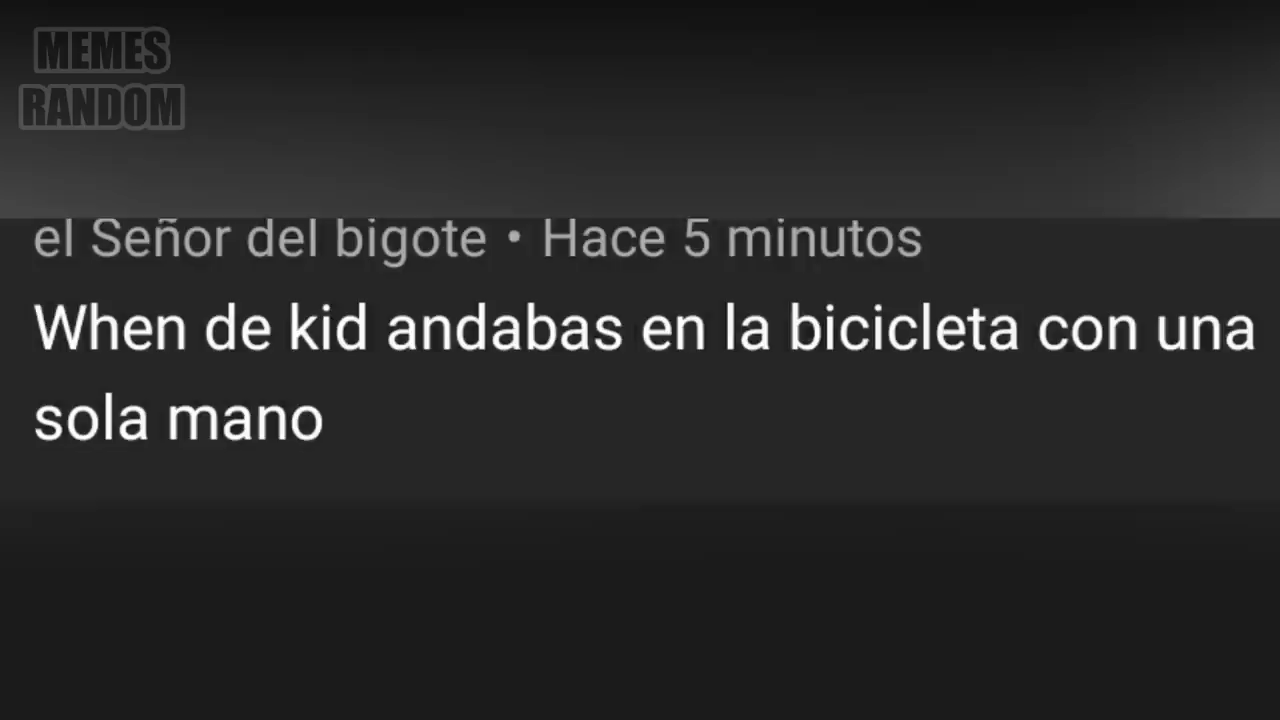 MEMES
RANDOM
el Señor del bigote • Hace 5 minutos
When de kid andabas en la bicicleta con una
sola mano